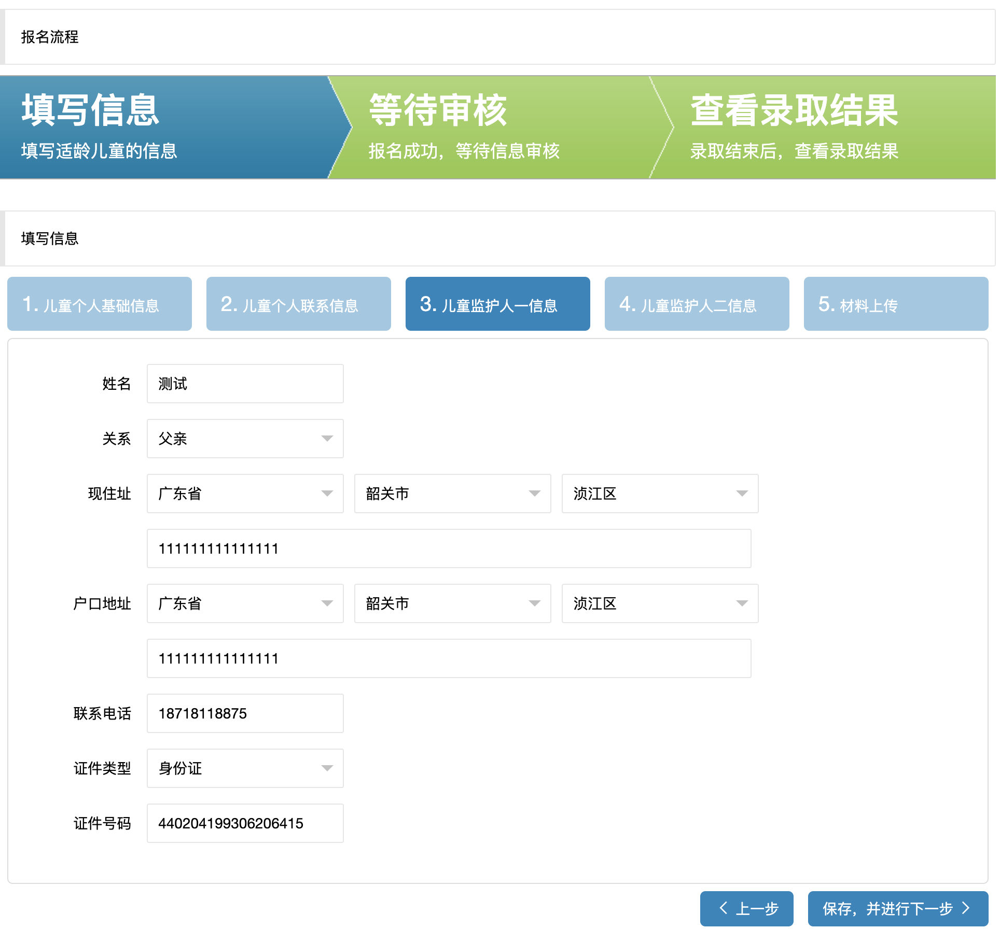 报名流程
填写信息
填写适龄儿童的信息
等待审核
报名成功，等待信息审核
查看录取结果
录取结束后，查看录取结果
填写信息
1. 儿童个人基础信息
2. 儿童个人联系信息
3. 儿童监护人一信息
4. 儿童监护人二信息
5. 材料上传
姓名 测试
关系 父亲
现住址 广东省 韶关市 浈江区
111111111111111
户口地址 广东省 韶关市 浈江区
111111111111111
联系电话 18718118875
证件类型 身份证
证件号码 440204199306206415
上一步 保存，并进行下一步